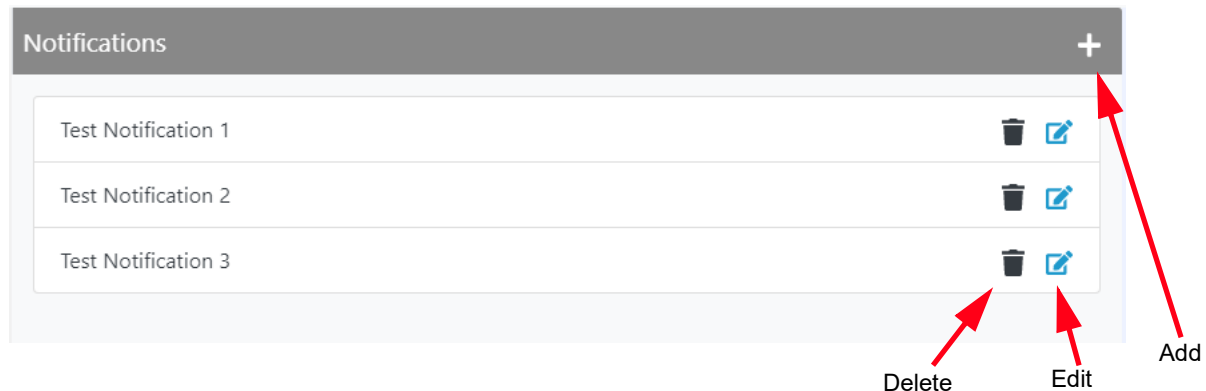 Notifications
Test Notification 1
Test Notification 2
Test Notification 3
Add
Delete
Edit